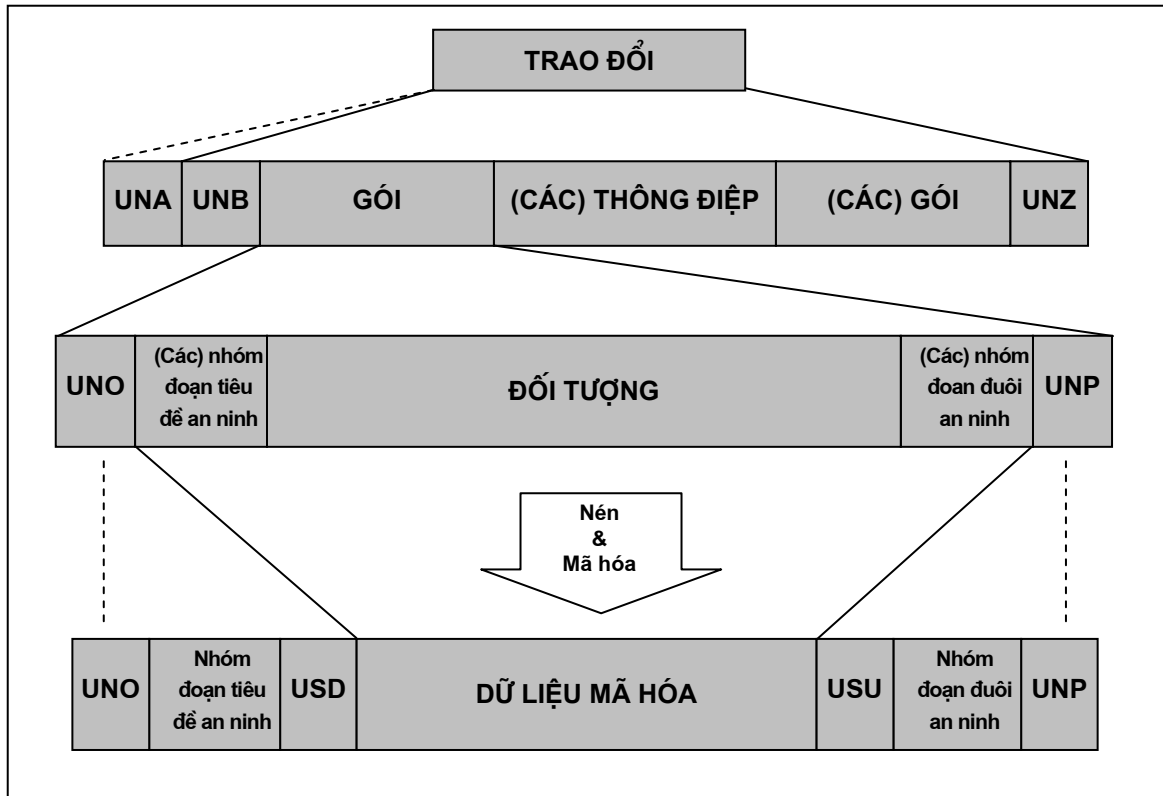 TRAO ĐỔI
UNA
UNB
GÓI
(CÁC) THÔNG ĐIỆP
(CÁC) GÓI
UNZ
UNO
(Các) nhóm
đoạn tiêu
đề an ninh
ĐỐI TƯỢNG
(Các) nhóm
đoan đuôi
an ninh
UNP
Nén
&
Mã hóa
UNO
Nhóm
đoạn tiêu
đề an ninh
USD
DỮ LIỆU MÃ HÓA
USU
Nhóm
đoạn đuôi
an ninh
UNP